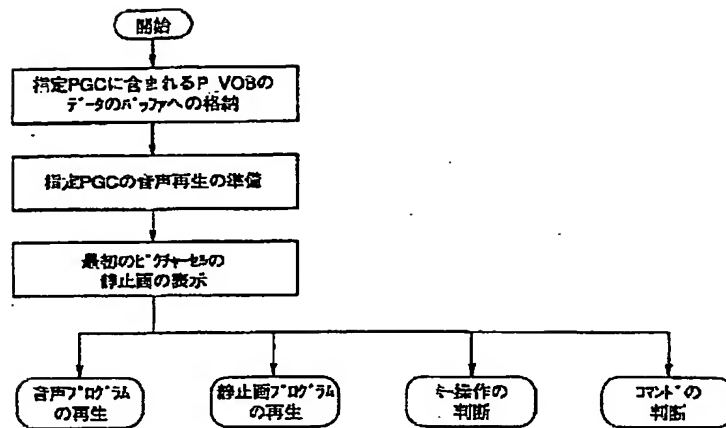 開始
指定PGCに含まれるP_VOBの
ﾃﾞｰﾀのﾊﾞｯﾌｧへの格納
指定PGCの音声再生の準備
最初のﾋﾟｸﾁｬｰｾﾙの
静止画の表示
音声ﾌﾟﾛｸﾞﾗﾑ
の再生
静止画ﾌﾟﾛｸﾞﾗﾑ
の再生
キー操作の
判断
ｺﾏﾝﾄﾞの
判断